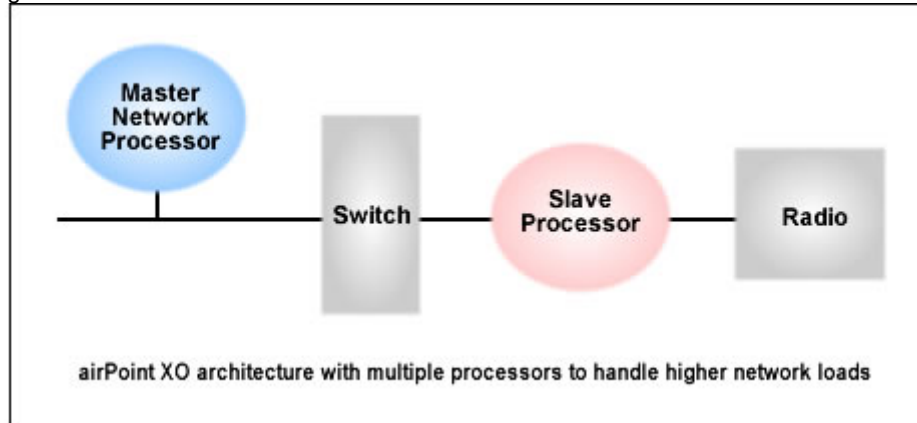 g
Master
Network
Processor
Switch
Slave
Processor
Radio
airPoint XO architecture with multiple processors to handle higher network loads